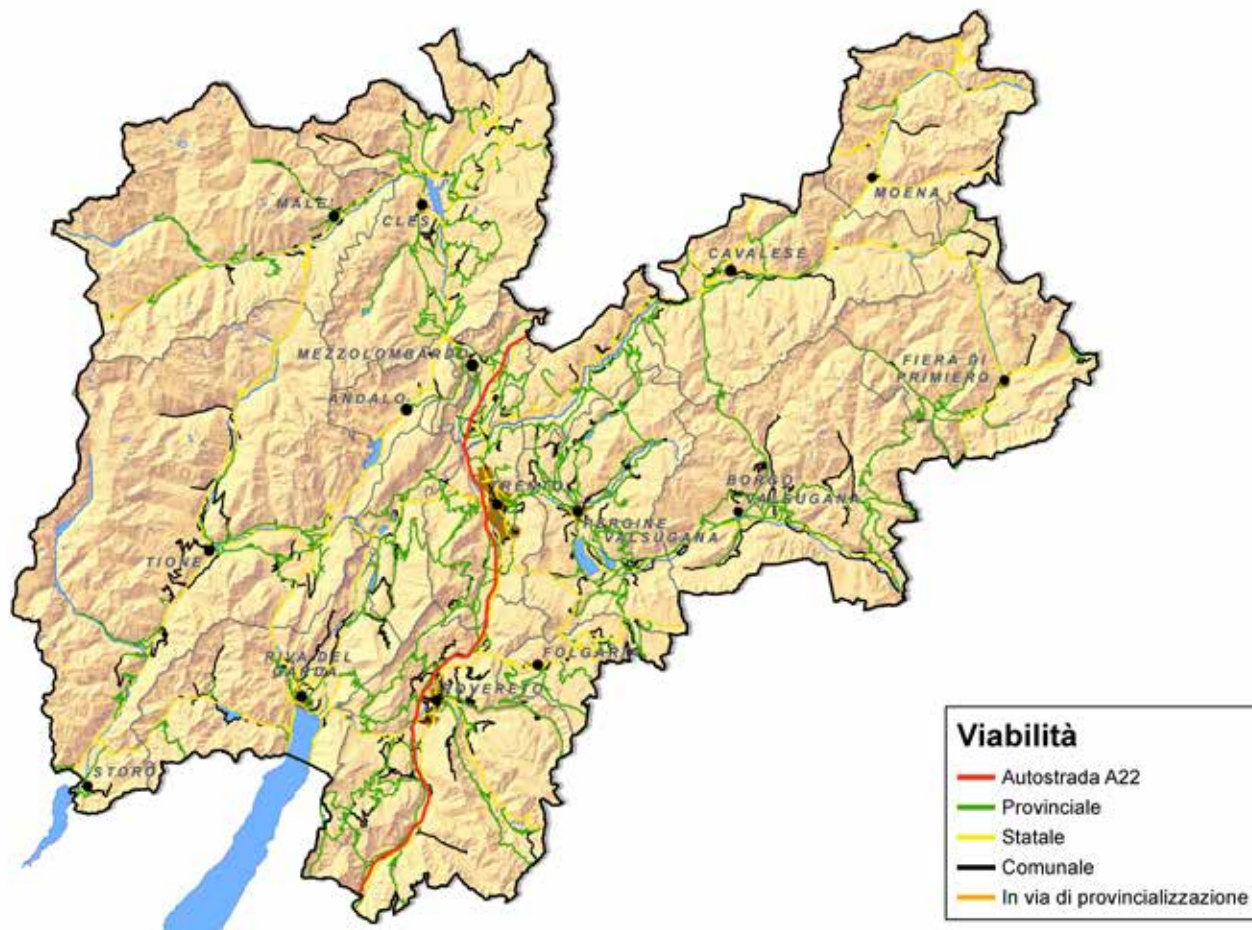 MOENA
MALE'
CLES
CAVALESE
MEZZOLOMBARDO
FIERA DI
PRIMIERO
ANDALO
TRENTO
BORGO
VALSUGANA
PERGINE
VALSUGANA
TIONE
RIVA DEL
GARDA
FOLGARIA
ROVERETO
STORO
Viabilità
Autostrada A22
Provinciale
Statale
Comunale
In via di provincializzazione